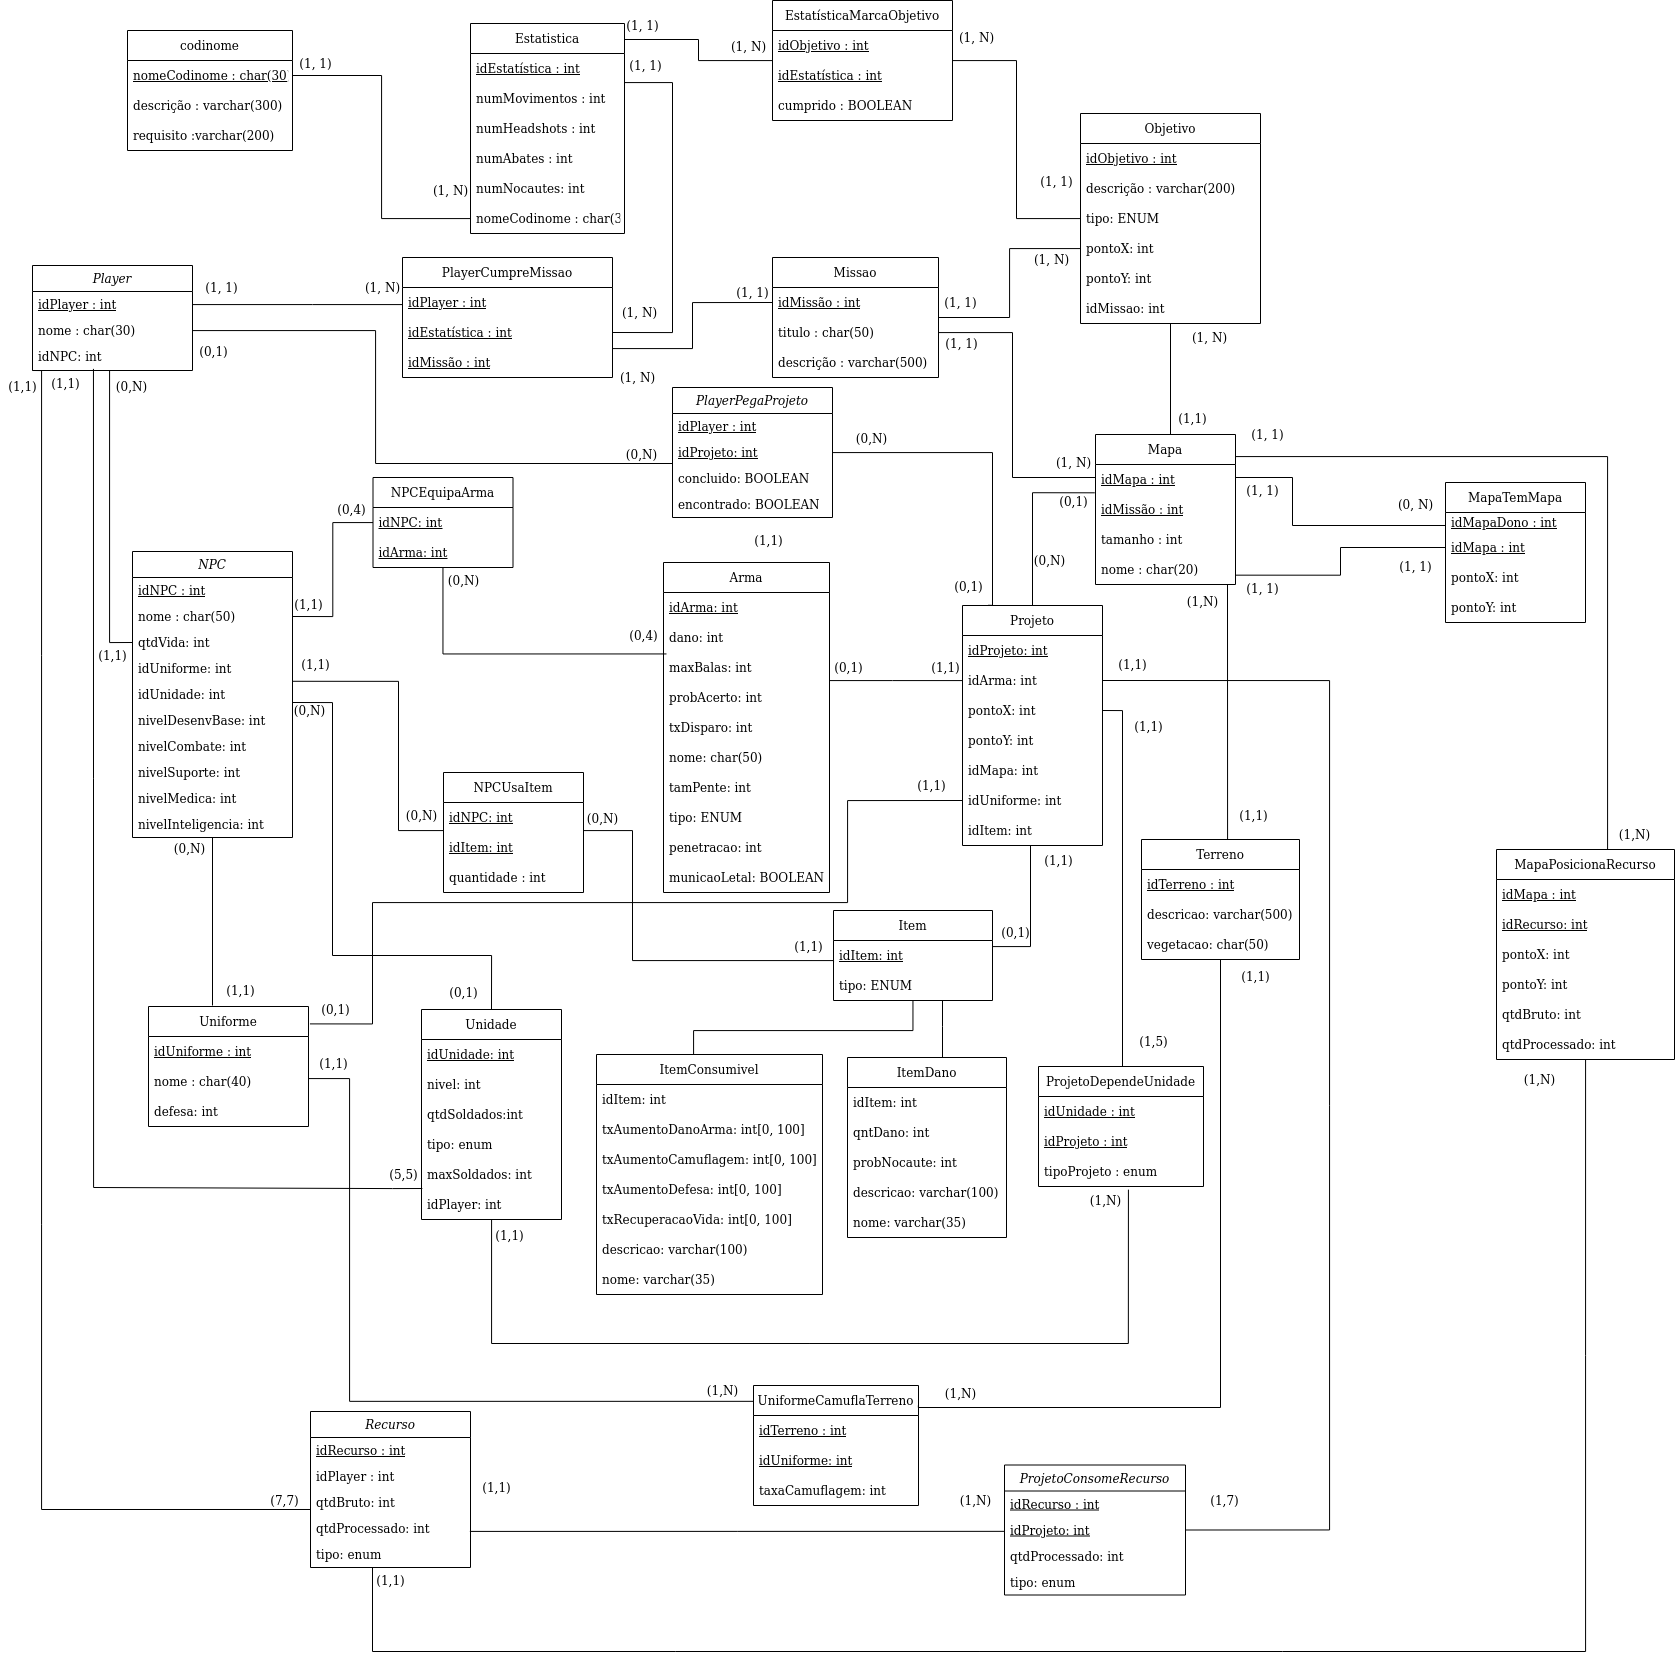 codinome
nomeCodinome : char(30
descrição : varchar(300)
requisito :varchar(200)
(1, 1)
Estatistica
idEstatística : int
numMovimentos : int
numHeadshots : int
numAbates : int
numNocautes: int
nomeCodinome : char(3
(1, N)
(1, 1)
(1, 1)
(1, N)
EstatísticaMarcaObjetivo
idObjetivo : int
idEstatística : int
cumprido : BOOLEAN
(1, N)
Objetivo
idObjetivo : int
descrição : varchar(200)
tipo: ENUM
pontoX: int
pontoY: int
idMissao: int
(1, 1)
(1, N)
(1, N)
Player
idPlayer : int
nome : char(30)
idNPC: int
(1, 1)
(0,1)
(1,1)
(1,1)
(0,N)
(1, N)
PlayerCumpreMissao
idPlayer : int
idEstatística : int
idMissão : int
(1, N)
(1, N)
(1, 1)
Missao
idMissão : int
titulo : char(50)
descrição : varchar(500)
(1, 1)
(1, 1)
PlayerPegaProjeto
idPlayer : int
idProjeto: int
concluido: BOOLEAN
encontrado: BOOLEAN
(0,N)
(0,N)
(1,1)
(1,1)
(1, 1)
(1, N)
(0,1)
Mapa
idMapa : int
idMissão : int
tamanho : int
nome : char(20)
(1, 1)
(1, 1)
(1,N)
(0, N)
(1, 1)
MapaTemMapa
idMapaDono : int
idMapa : int
pontoX: int
pontoY: int
NPCEquipaArma
idNPC: int
idArma: int
(0,4)
(0,N)
NPC
idNPC : int
nome : char(50)
qtdVida: int
idUniforme: int
idUnidade: int
nivelDesenvBase: int
nivelCombate: int
nivelSuporte: int
nivelMedica: int
nivelInteligencia: int
(1,1)
(1,1)
(1,1)
(0,N)
(0,N)
Arma
idArma: int
dano: int
maxBalas: int
probAcerto: int
txDisparo: int
nome: char(50)
tamPente: int
tipo: ENUM
penetracao: int
municaoLetal: BOOLEAN
(0,4)
(0,1)
(0,N)
(0,1)
(1,1)
(1,1)
(1,1)
(1,1)
(1,1)
Projeto
idProjeto: int
idArma: int
pontoX: int
pontoY: int
idMapa: int
idUniforme: int
idItem: int
NPCUsaItem
idNPC: int
idItem: int
quantidade : int
(0,N)
(0,N)
Item
idItem: int
tipo: ENUM
(1,1)
(0,1)
(1,1)
Terreno
idTerreno : int
descricao: varchar(500)
vegetacao: char(50)
(1,1)
(1,N)
MapaPosicionaRecurso
idMapa : int
idRecurso: int
pontoX: int
pontoY: int
qtdBruto: int
qtdProcessado: int
(1,N)
(1,1)
Uniforme
idUniforme : int
nome : char(40)
defesa: int
(0,1)
(1,1)
(0,1)
Unidade
idUnidade: int
nivel: int
qtdSoldados:int
tipo: enum
maxSoldados: int
idPlayer: int
(5,5)
(1,1)
ItemConsumivel
idItem: int
txAumentoDanoArma: int[0, 100]
txAumentoCamuflagem: int[0, 100]
txAumentoDefesa: int[0, 100]
txRecuperacaoVida: int[0, 100]
descricao: varchar(100)
nome: varchar(35)
ItemDano
idItem: int
qntDano: int
probNocaute: int
descricao: varchar(100)
nome: varchar(35)
(1,5)
ProjetoDependeUnidade
idUnidade : int
idProjeto : int
tipoProjeto : enum
(1,N)
(1,N)
UniformeCamuflaTerreno
idTerreno : int
idUniforme: int
taxaCamuflagem: int
(1,N)
Recurso
idRecurso : int
idPlayer : int
qtdBruto: int
qtdProcessado: int
tipo: enum
(7,7)
(1,1)
(1,1)
(1,N)
ProjetoConsomeRecurso
idRecurso : int
idProjeto: int
qtdProcessado: int
tipo: enum
(1,7)